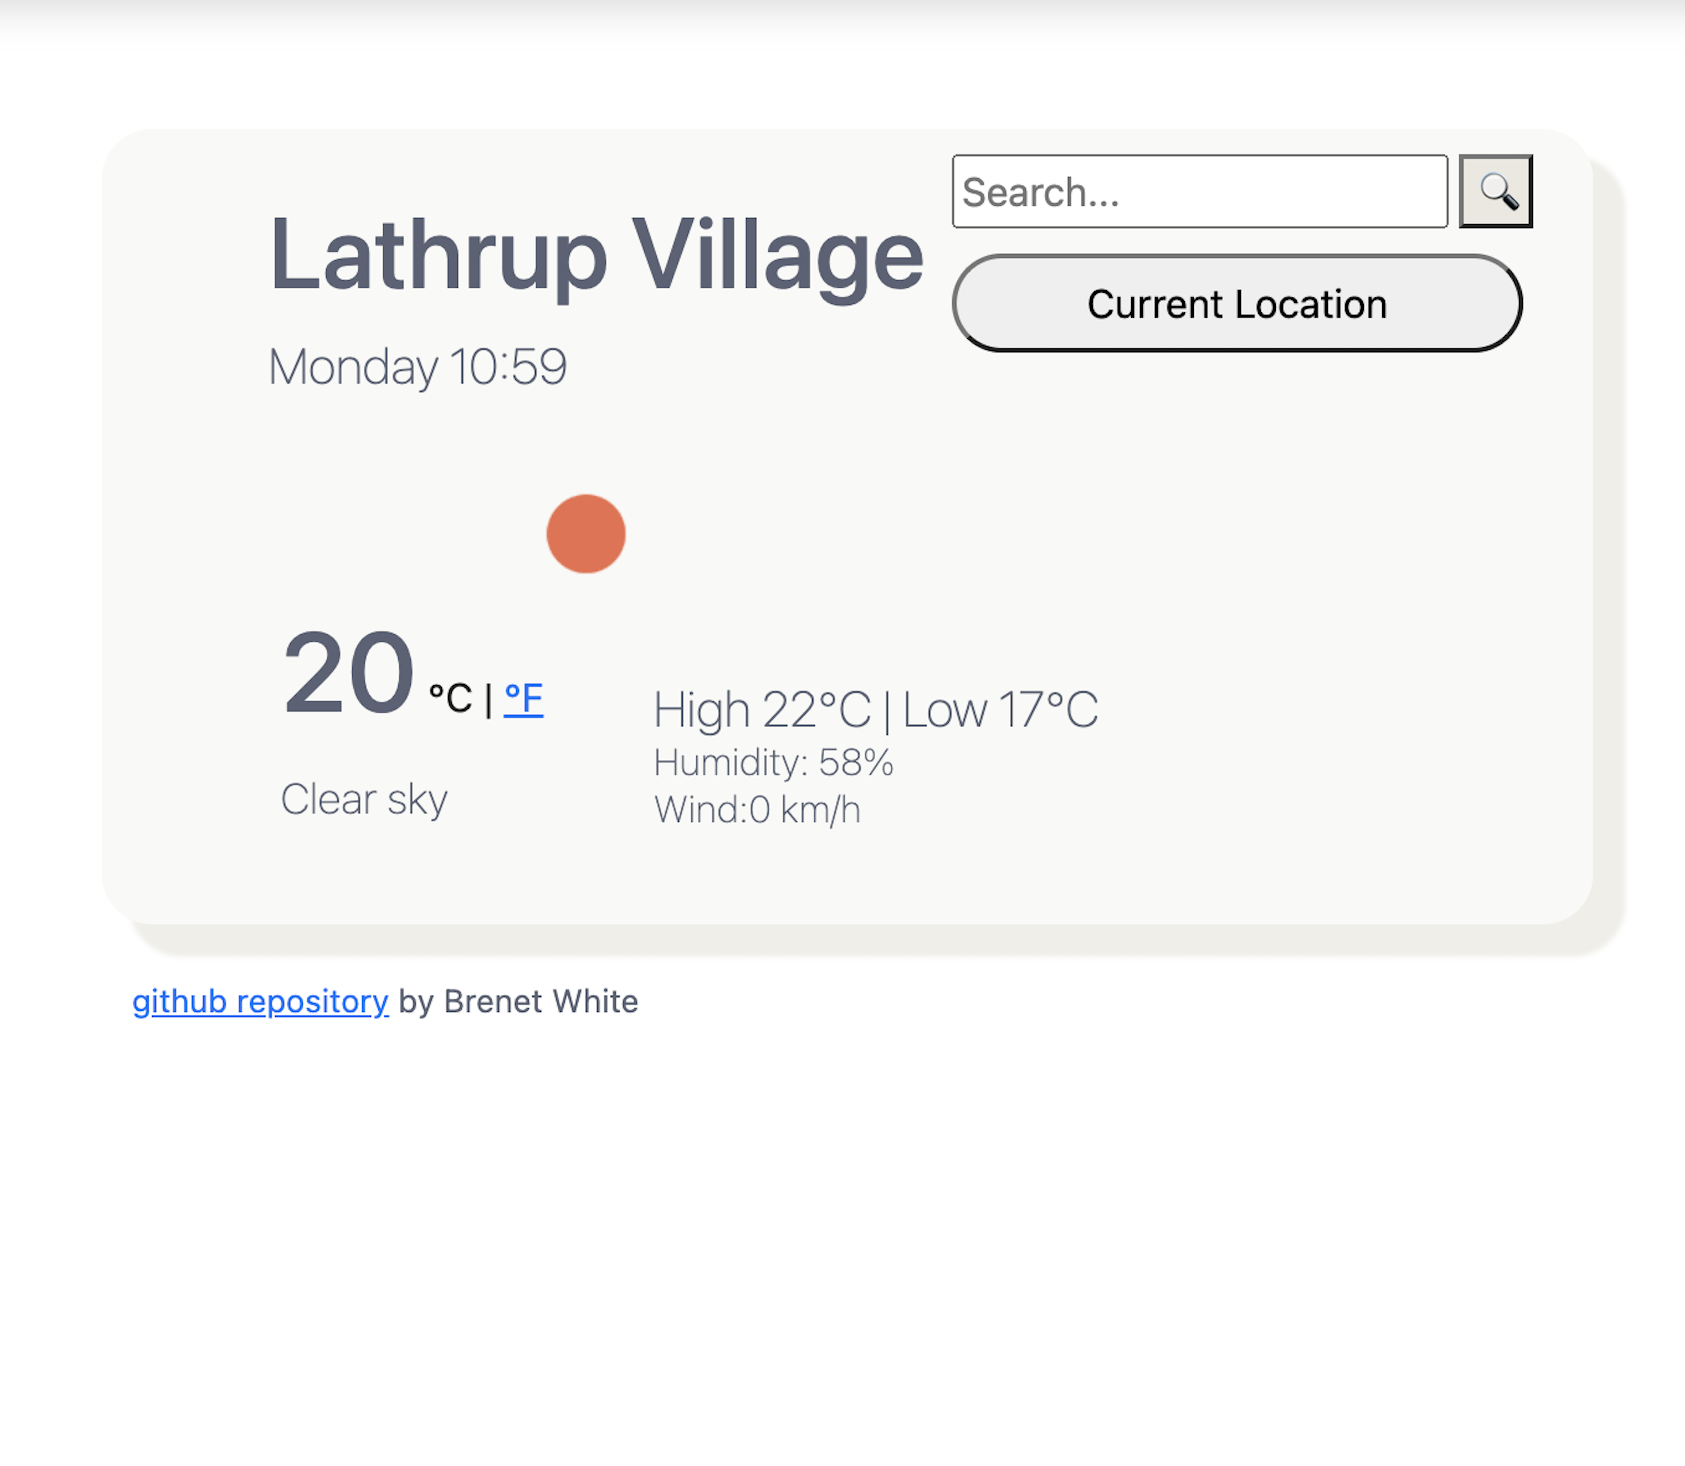 Search...
Lathrup Village
Current Location
Monday 10:59
20 °C | °F
High 22°C | Low 17°C
Humidity: 58%
Wind:0 km/h
Clear sky
github repository by Brenet White